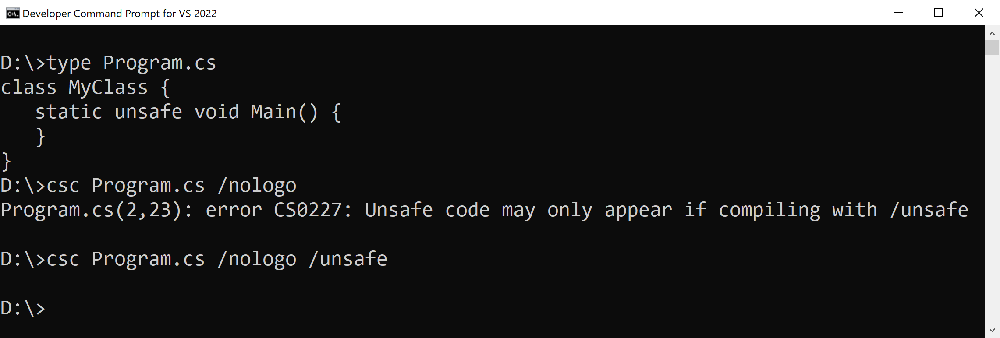 Developer Command Prompt for VS 2022
D:\>type Program.cs
class MyClass {
   static unsafe void Main() {
   }
}
D:\>csc Program.cs /nologo
Program.cs(2,23): error CS0227: Unsafe code may only appear if compiling with /unsafe
D:\>csc Program.cs /nologo /unsafe
D:\>